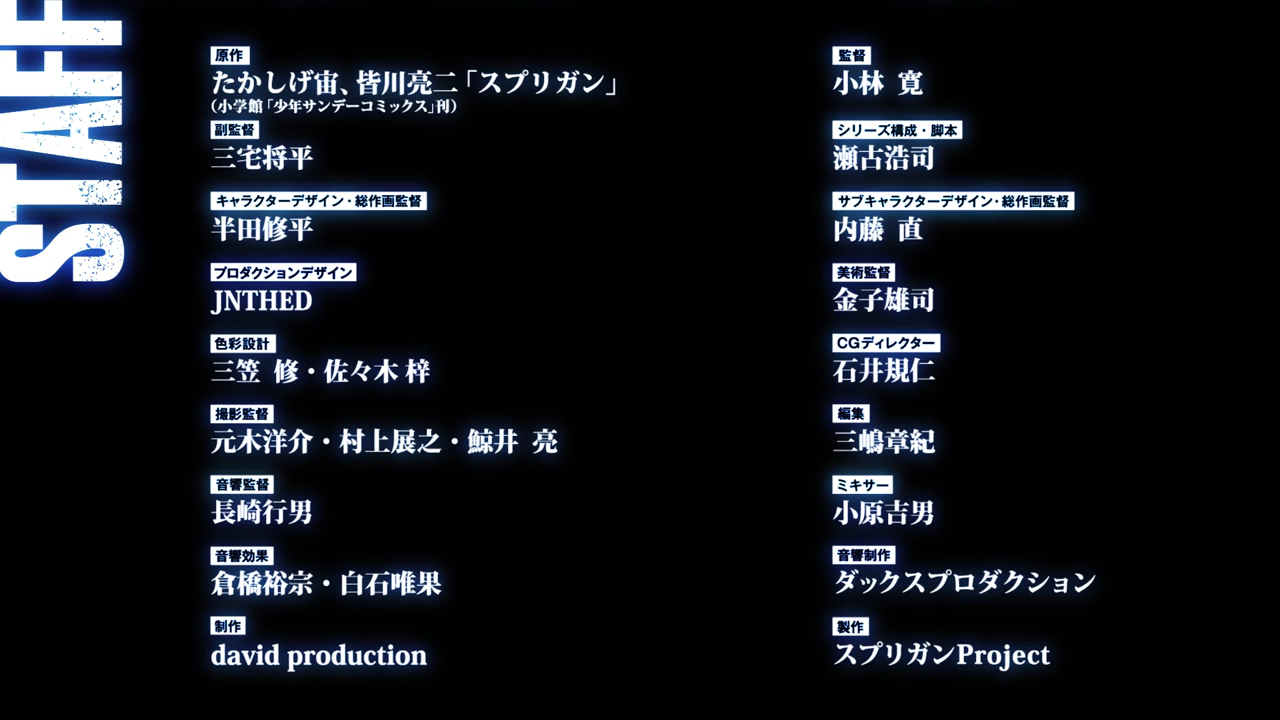 STAFF
原作
たかしげ宙、皆川亮二「スプリガン」
(小学館「少年サンデーコミックス」刊)
副監督
三宅将平
キャラクターデザイン・総作画監督
半田修平
プロダクションデザイン
JNTHED
色彩設計
三笠 修・佐々木 梓
撮影監督
元木洋介・村上展之・鯨井 亮
音響監督
長崎行男
音響効果
倉橋裕宗・白石唯果
制作
david production
監督
小林 寛
シリーズ構成・脚本
瀬古浩司
サブキャラクターデザイン・総作画監督
内藤 直
美術監督
金子雄司
CGディレクター
石井規仁
編集
三嶋章紀
ミキサー
小原吉男
音響制作
ダックスプロダクション
製作
スプリガンProject